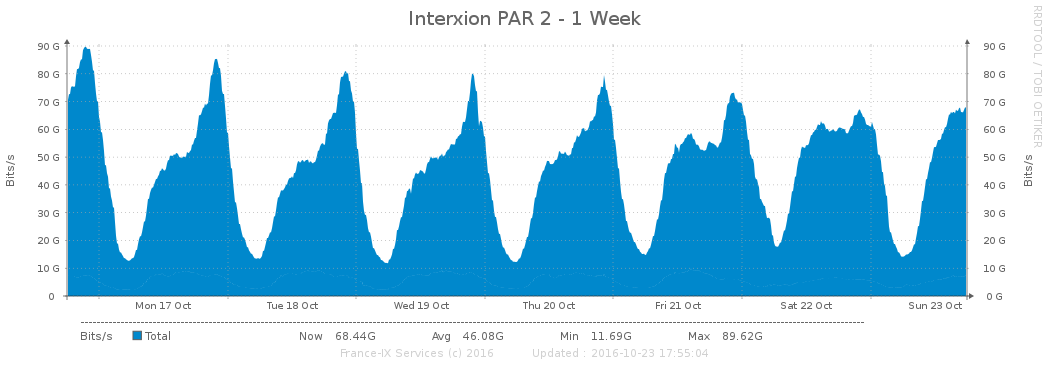 Interxion PAR 2 - 1 Week
RRDTOOL / TOBI OETIKER
Bits/s
90 G
80 G
70 G
60 G
50 G
40 G
30 G
20 G
10 G
0
90 G
80 G
70 G
60 G
50 G
40 G
30 G
20 G
10 G
0 G
Bits/s
Mon 17 Oct Tue 18 Oct Wed 19 Oct Thu 20 Oct Fri 21 Oct Sat 22 Oct Sun 23 Oct
Bits/s Total Now 68.44G Avg 46.08G Min 11.69G Max 89.62G
France-IX Services (c) 2016 Updated : 2016-10-23 17:55:04